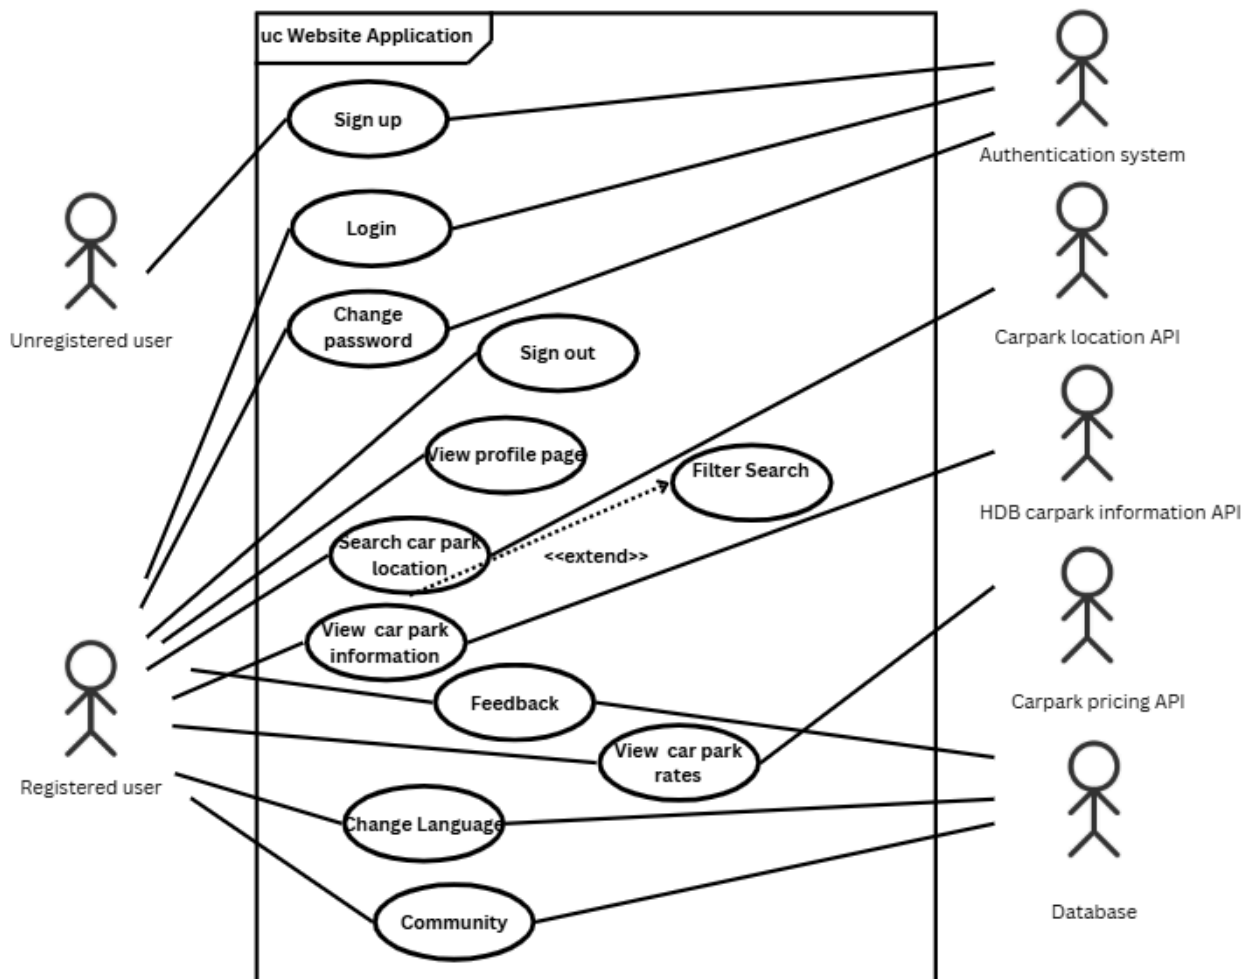 uc Website Application
Sign up
Authentication system
Login
Change
password
Unregistered user
Carpark location API
Sign out
View profile page
Filter Search
HDB carpark information API
Search car park
location
<<extend>>
View car park
information
Feedback
Carpark pricing API
View car park
rates
Registered user
Change Language
Community
Database